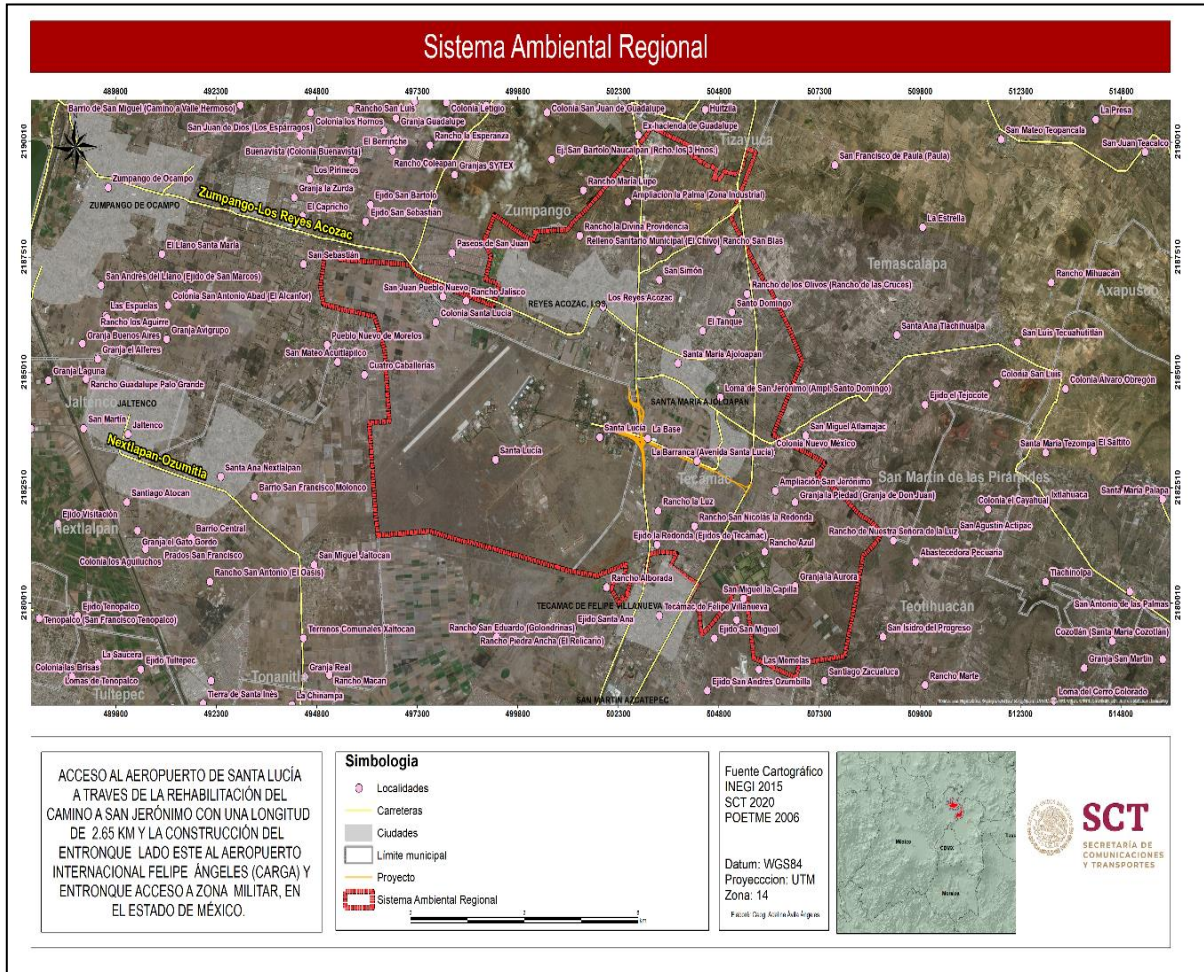 Sistema Ambiental Regional
489800 492300 494800 497300 499800 502300 504800 507300 509800 512300 514800
Barrio de San Miguel (Camino a Valle Hermoso)
Rancho San Luis
Colonia Letigio
Colonia San Juan de Guadalupe
Huitzila
La Presa
Colonia los Hornos
Granja Guadalupe
San Juan de Dios (Los Espárragos)
El Berrinche
Rancho la Esperanza
Ex-hacienda de Guadalupe
Tizayuca
San Mateo Teopancala
San Juan Teacalco
2190010
2190010
Buenavista (Colonia Buenavista)
Rancho Coleapan
Granjas SYTEX
Ej. San Bartolo Naucalpan (Rcho. los 3 Hnos.)
San Francisco de Paula (Paula)
Los Pirineos
Zumpango de Ocampo
Granja la Zurda
Rancho María Lupe
Ampliación la Palma (Zona Industrial)
ZUMPANGO DE OCAMPO
Zumpango-Los Reyes Acozac
El Capricho
Ejido San Bartolo
Ejido San Sebastián
Zumpango
La Estrella
Rancho la Divina Providencia
El Llano Santa María
Paseos de San Juan
Relleno Sanitario Municipal (El Chivo)
Rancho San Blas
2187510
2187510
San Sebastián
Temascalapa
San Simón
Rancho Mihuacán
San Andrés del Llano (Ejido de San Marcos)
San Juan Pueblo Nuevo
Rancho Jalisco
Rancho de los Olivos (Rancho de las Cruces)
Axapusco
Colonia San Antonio Abad (El Alcanfor)
REYES ACOZAC, LOS
Los Reyes Acozac
Las Espuelas
Colonia Santa Lucía
Santo Domingo
Rancho los Aguirre
Granja Avigrupo
El Tanque
Santa Ana Tlachihualpa
Granja Buenos Aires
Pueblo Nuevo de Morelos
San Luis Tecuahutitlán
Granja el Alferes
San Mateo Acutlapilco
Santa María Ajoloapan
2185010
2185010
Granja Laguna
Rancho Guadalupe Palo Grande
Cuatro Caballerías
Colonia San Luis
Colonia Álvaro Obregón
Jaltenco
JALTENCO
Loma de San Jerónimo (Ampl. Santo Domingo)
SANTA MARIA AJOLOAPAN
Ejido el Tejocote
San Martín
Jaltenco
Nextlapan-Ozumitla
Santa Lucía
La Base
San Miguel Atlamajac
Colonia Nuevo México
El Saltito
Santa María Tezompa
Santa Lucía
La Barranca (Avenida Santa Lucía)
Santa Ana Nextlalpan
Tecámac
San Martín de las Pirámides
2182510
2182510
Santiago Atocan
Barrio San Francisco Molonco
Ampliación San Jerónimo
Granja la Piedad (Granja de Don Juan)
Ixtlahuaca
Santa María Palapa
Colonia el Cayahual
Nextlalpan
Ejido Visitación
Rancho la Luz
Barrio Central
Rancho San Nicolás la Redonda
San Agustín Actipac
Granja el Gato Gordo
Rancho de Nuestra Señora de la Luz
Prados San Francisco
Ejido la Redonda (Ejidos de Tecámac)
Rancho Azul
Colonia los Aguiluchos
San Miguel Jaltocan
Abastecedora Pecuaria
Rancho San Antonio (El Oasis)
Rancho Alborada
San Miguel la Capilla
Granja la Aurora
Tlachinolpa
2180010
2180010
Ejido Tenopalco
TECAMAC DE FELIPE VILLANUEVA
Tecámac de Felipe Villanueva
Teotihuacán
San Antonio de las Palmas
Tenopalco (San Francisco Tenopalco)
Ejido Santa Ana
Terrenos Comunales Xaltocan
Rancho San Eduardo (Golondrinas)
Ejido San Miguel
San Isidro del Progreso
Rancho Piedra Ancha (El Relicario)
Cozotlán (Santa María Cozotlán)
La Saucera
Colonia las Brisas
Ejido Tultepec
Granja Real
Las Memelas
Granja San Martín
Lomas de Tenopalco
Rancho Macan
Santiago Zacualuca
Tultepec
Tonanitla
Ejido San Andrés Ozumbilla
Rancho Marte
Tierra de Santa Inés
La Chinampa
SAN MARTIN AZCATEPEC
Loma del Cerro Colorado
489800 492300 494800 497300 499800 502300 504800 507300 509800 512300 514800
ACCESO AL AEROPUERTO DE SANTA LUCÍA
A TRAVES DE LA REHABILITACIÓN DEL
CAMINO A SAN JERÓNIMO CON UNA LONGITUD
DE 2.65 KM Y LA CONSTRUCCIÓN DEL
ENTRONQUE LADO ESTE AL AEROPUERTO
INTERNACIONAL FELIPE ÁNGELES (CARGA) Y
ENTRONQUE ACCESO A ZONA MILITAR, EN
EL ESTADO DE MÉXICO.
Simbologia
Localidades
Carreteras
Ciudades
Límite municipal
Proyecto
Sistema Ambiental Regional
Fuente Cartográfico
INEGI 2015
SCT 2020
POETME 2006
Datum: WGS84
Proyecccion: UTM
Zona: 14
SCT
SECRETARÍA DE
COMUNICACIONES
Y TRANSPORTES